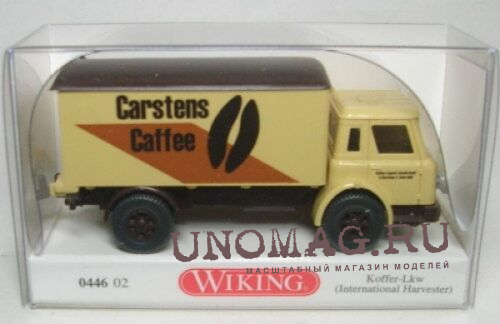 Carstens
Caffee
UNOMAG.RU
МАСШТАБНЫЙ МАГАЗИН МОДЕЛЕЙ
0446 02
WIKING
Koffer-Lkw
(International Harvester)